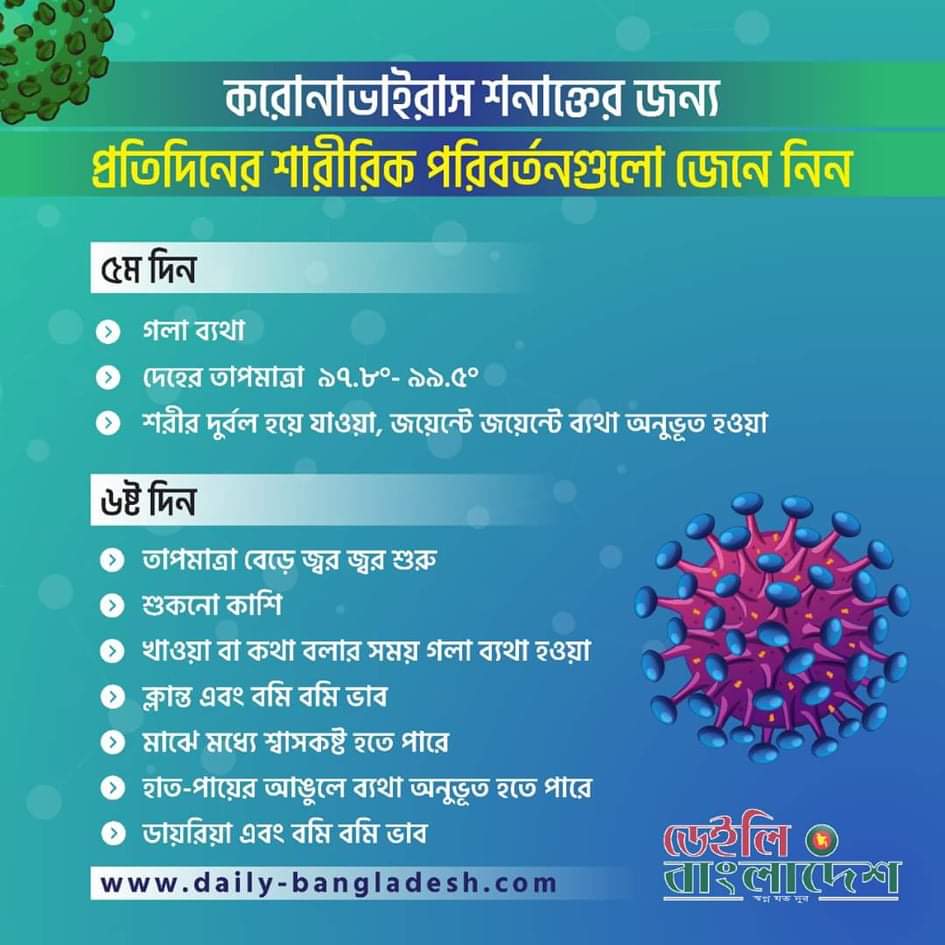 করোনাভাইরাস শনাক্তের জন্য
প্রতিদিনের শারীরিক পরিবর্তনগুলো জেনে নিন
৫ম দিন
গলা ব্যথা
দেহের তাপমাত্রা ৯৭.৮°- ৯৯.৫°
শরীর দুর্বল হয়ে যাওয়া, জয়েন্টে জয়েন্টে ব্যথা অনুভূত হওয়া
৬ষ্ট দিন
তাপমাত্রা বেড়ে জ্বর জ্বর শুরু
শুকনো কাশি
খাওয়া বা কথা বলার সময় গলা ব্যথা হওয়া
ক্লান্ত এবং বমি বমি ভাব
মাঝে মধ্যে শ্বাসকষ্ট হতে পারে
হাত-পায়ের আঙুলে ব্যথা অনুভূত হতে পারে
ডায়রিয়া এবং বমি বমি ভাব
www.daily-bangladesh.com
ডেইলি
বাংলাদেশ
স্বপ্ন যত দূর